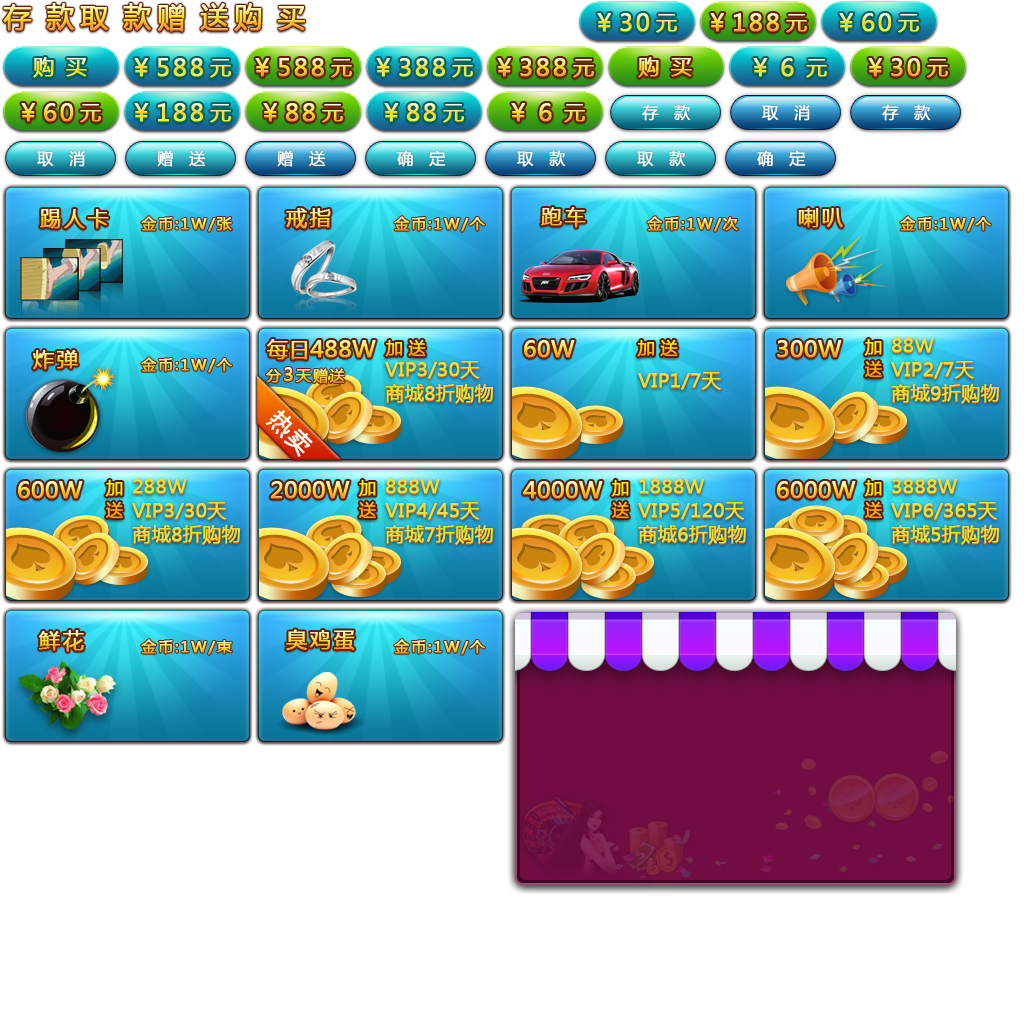 存 款取 款赠 送购 买
¥30元
¥188元
¥60元
购 买
¥588元
¥588元
¥388元
¥388元
购 买
¥ 6 元
¥30元
¥60元
¥188元
¥88元
¥88元
¥ 6 元
存 款
取 消
存 款
取 消
赠 送
赠 送
确 定
取 款
取 款
确 定
踢人卡
金币:1W/张
戒指
金币:1W/个
跑车
金币:1W/次
喇叭
金币:1W/个
炸弹
金币:1W/个
每日488W
分3天赠送
加送
VIP3/30天
商城8折购物
热卖
60W
加送
VIP1/7天
300W
加送
88W
VIP2/7天
商城9折购物
600W
加送
288W
VIP3/30天
商城8折购物
2000W
加送
888W
VIP4/45天
商城7折购物
4000W
加送
1888W
VIP5/120天
商城6折购物
6000W
加送
3888W
VIP6/365天
商城5折购物
鲜花
金币:1W/束
臭鸡蛋
金币:1W/个